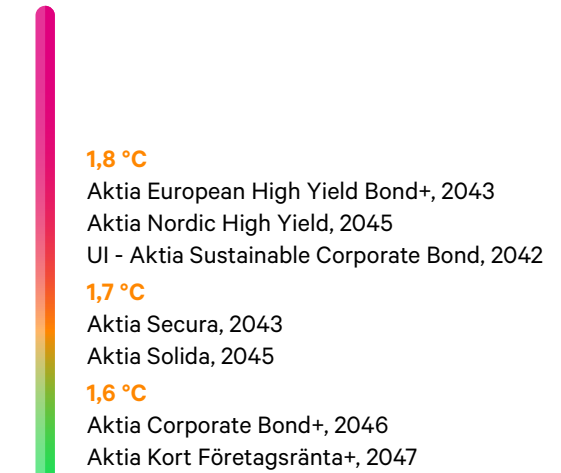 1,8 °C
Aktia European High Yield Bond+, 2043
Aktia Nordic High Yield, 2045
UI - Aktia Sustainable Corporate Bond, 2042
1,7 °C
Aktia Secura, 2043
Aktia Solida, 2045
1,6 °C
Aktia Corporate Bond+, 2046
Aktia Kort Företagsränta+, 2047